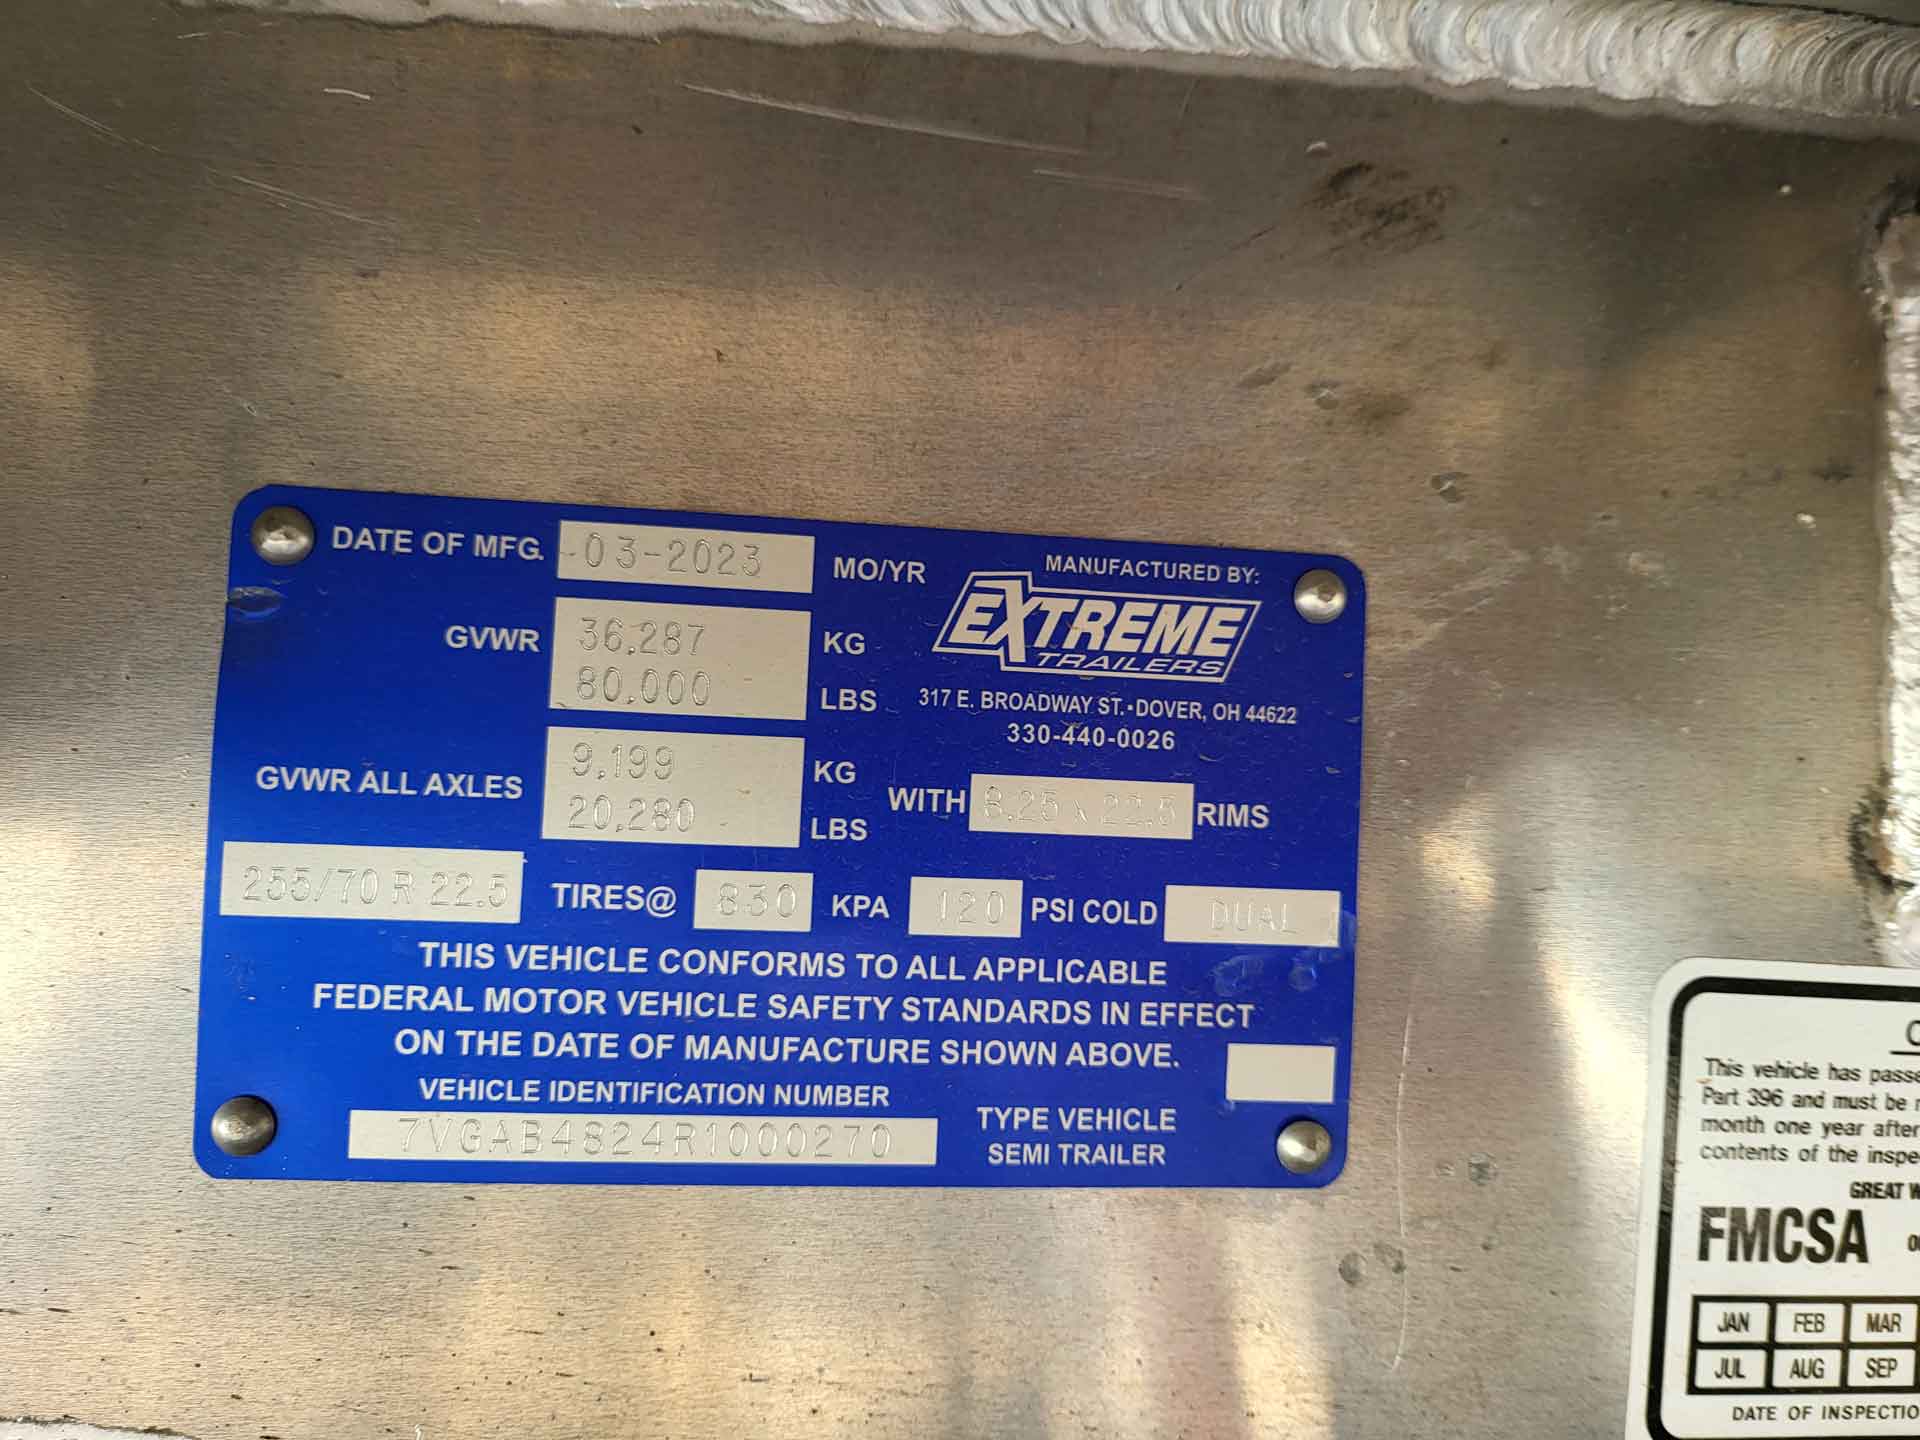 DATE OF MFG. 03-2023 MO/YR
GVWR 36,287 KG
80,000 LBS
MANUFACTURED BY:
EXTREME
TRAILERS
317 E. BROADWAY ST. • DOVER, OH 44622
330-440-0026
GVWR ALL AXLES 9,199 KG
20,280 LBS
WITH 8.25 X 22.5 RIMS
255/70 R 22.5 TIRES@ 830 KPA 120 PSI COLD DUAL
THIS VEHICLE CONFORMS TO ALL APPLICABLE
FEDERAL MOTOR VEHICLE SAFETY STANDARDS IN EFFECT
ON THE DATE OF MANUFACTURE SHOWN ABOVE.
VEHICLE IDENTIFICATION NUMBER
7VGAB4824R1000270
TYPE VEHICLE
SEMI TRAILER
This vehicle has passe
Part 396 and must be
month one year after
contents of the inspe
GREAT W
FMCSA
JAN FEB MAR
JUL AUG SEP
DATE OF INSPECTIO